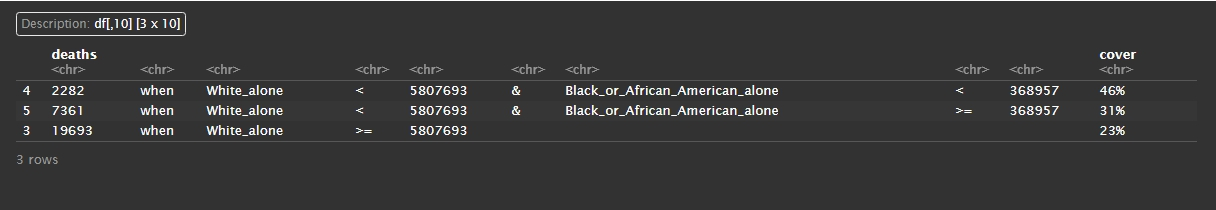 Description: df[,10] [3 x 10]
deaths cover
<chr> <chr> <chr> <chr> <chr> <chr> <chr> <chr> <chr> <chr>
4 2282 when White_alone < 5807693 & Black_or_African_American_alone < 368957 46%
5 7361 when White_alone < 5807693 & Black_or_African_American_alone >= 368957 31%
3 19693 when White_alone >= 5807693 23%
3 rows